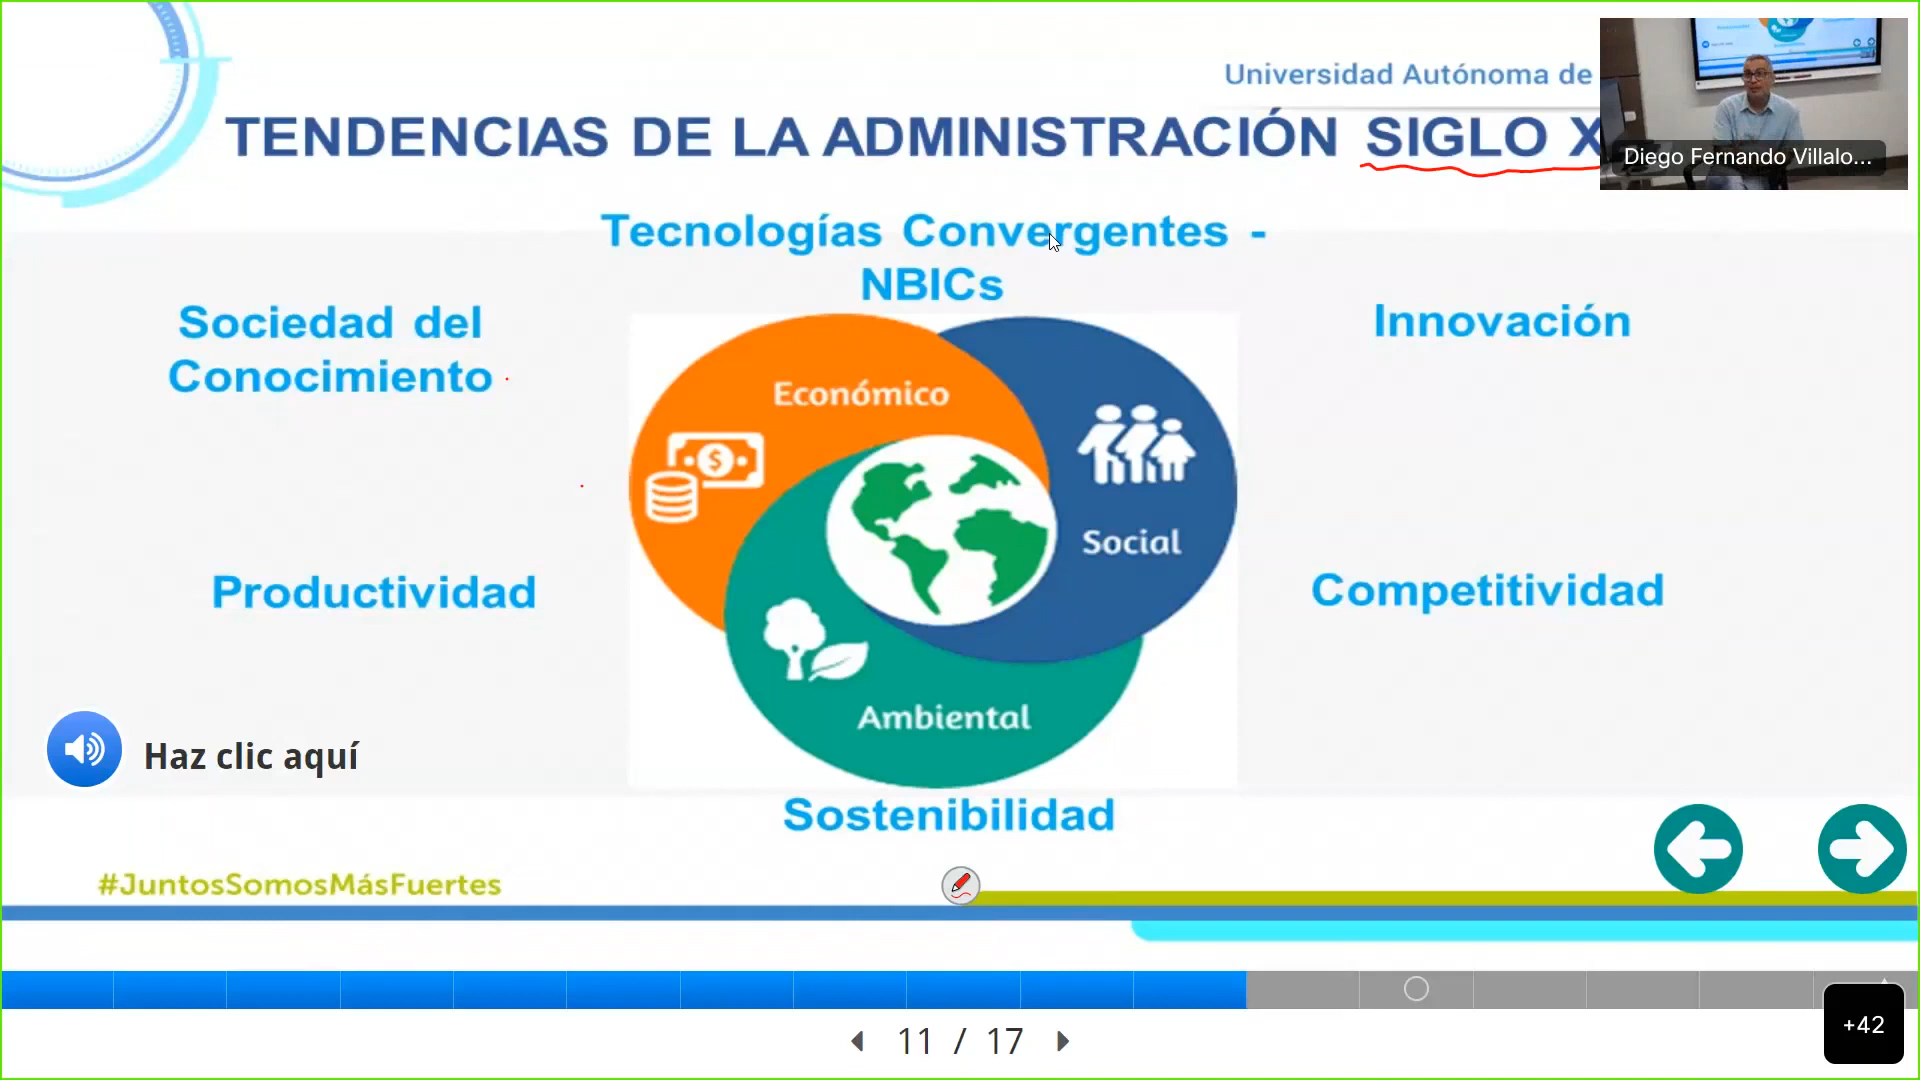 Universidad Autónoma de
TENDENCIAS DE LA ADMINISTRACIÓN SIGLO X
Diego Fernando Villalo...
Tecnologías Convergentes -
NBICs
Sociedad del
Conocimiento
Innovación
Económico
$
Social
Productividad
Competitividad
Ambiental
Haz clic aquí
Sostenibilidad
#JuntosSomosMásFuertes
11 / 17
+42